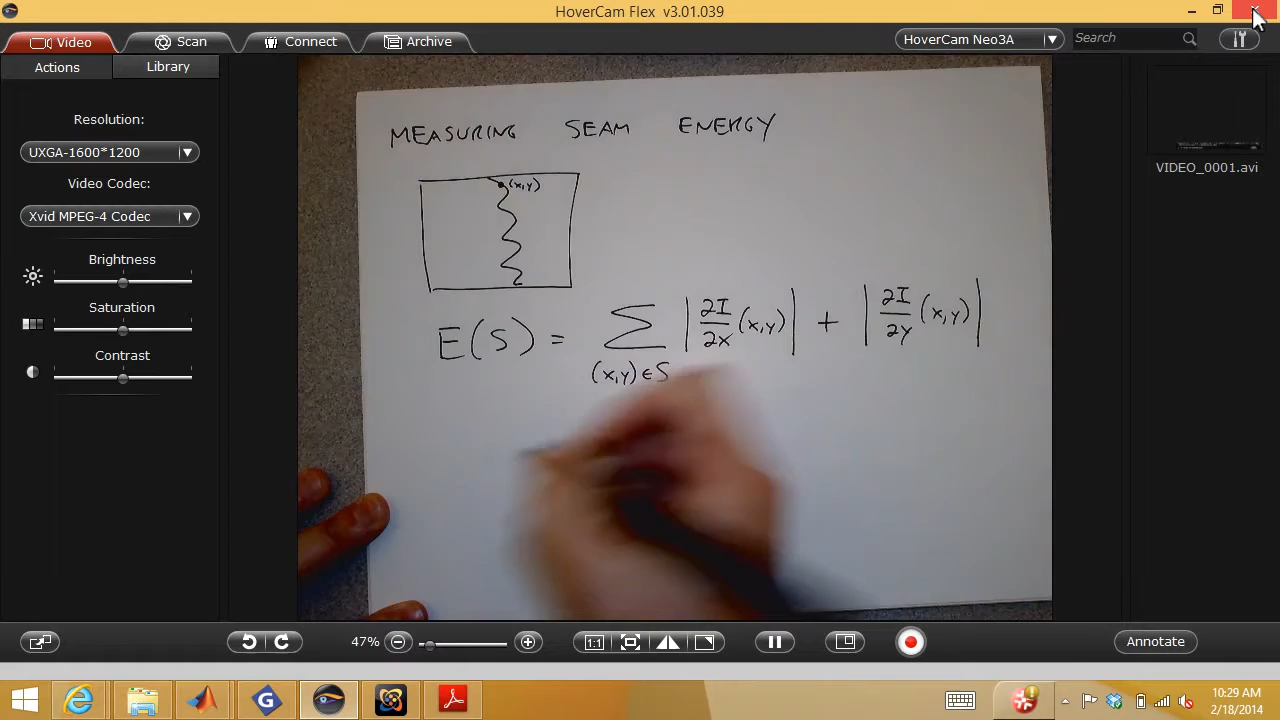 HoverCam Flex v3.01.039
Video
Scan
Connect
Archive
HoverCam Neo3A
Search
Actions
Library
Resolution:
UXGA-1600*1200
Video Codec:
Xvid MPEG-4 Codec
Brightness
Saturation
Contrast
MEASURING SEAM ENERGY
(x,y)
E(S) = Σ |∂I/∂x (x,y)| + |∂I/∂y (x,y)|
(x,y)∈S
VIDEO_0001.avi
47%
1:1
Annotate
10:29 AM
2/18/2014